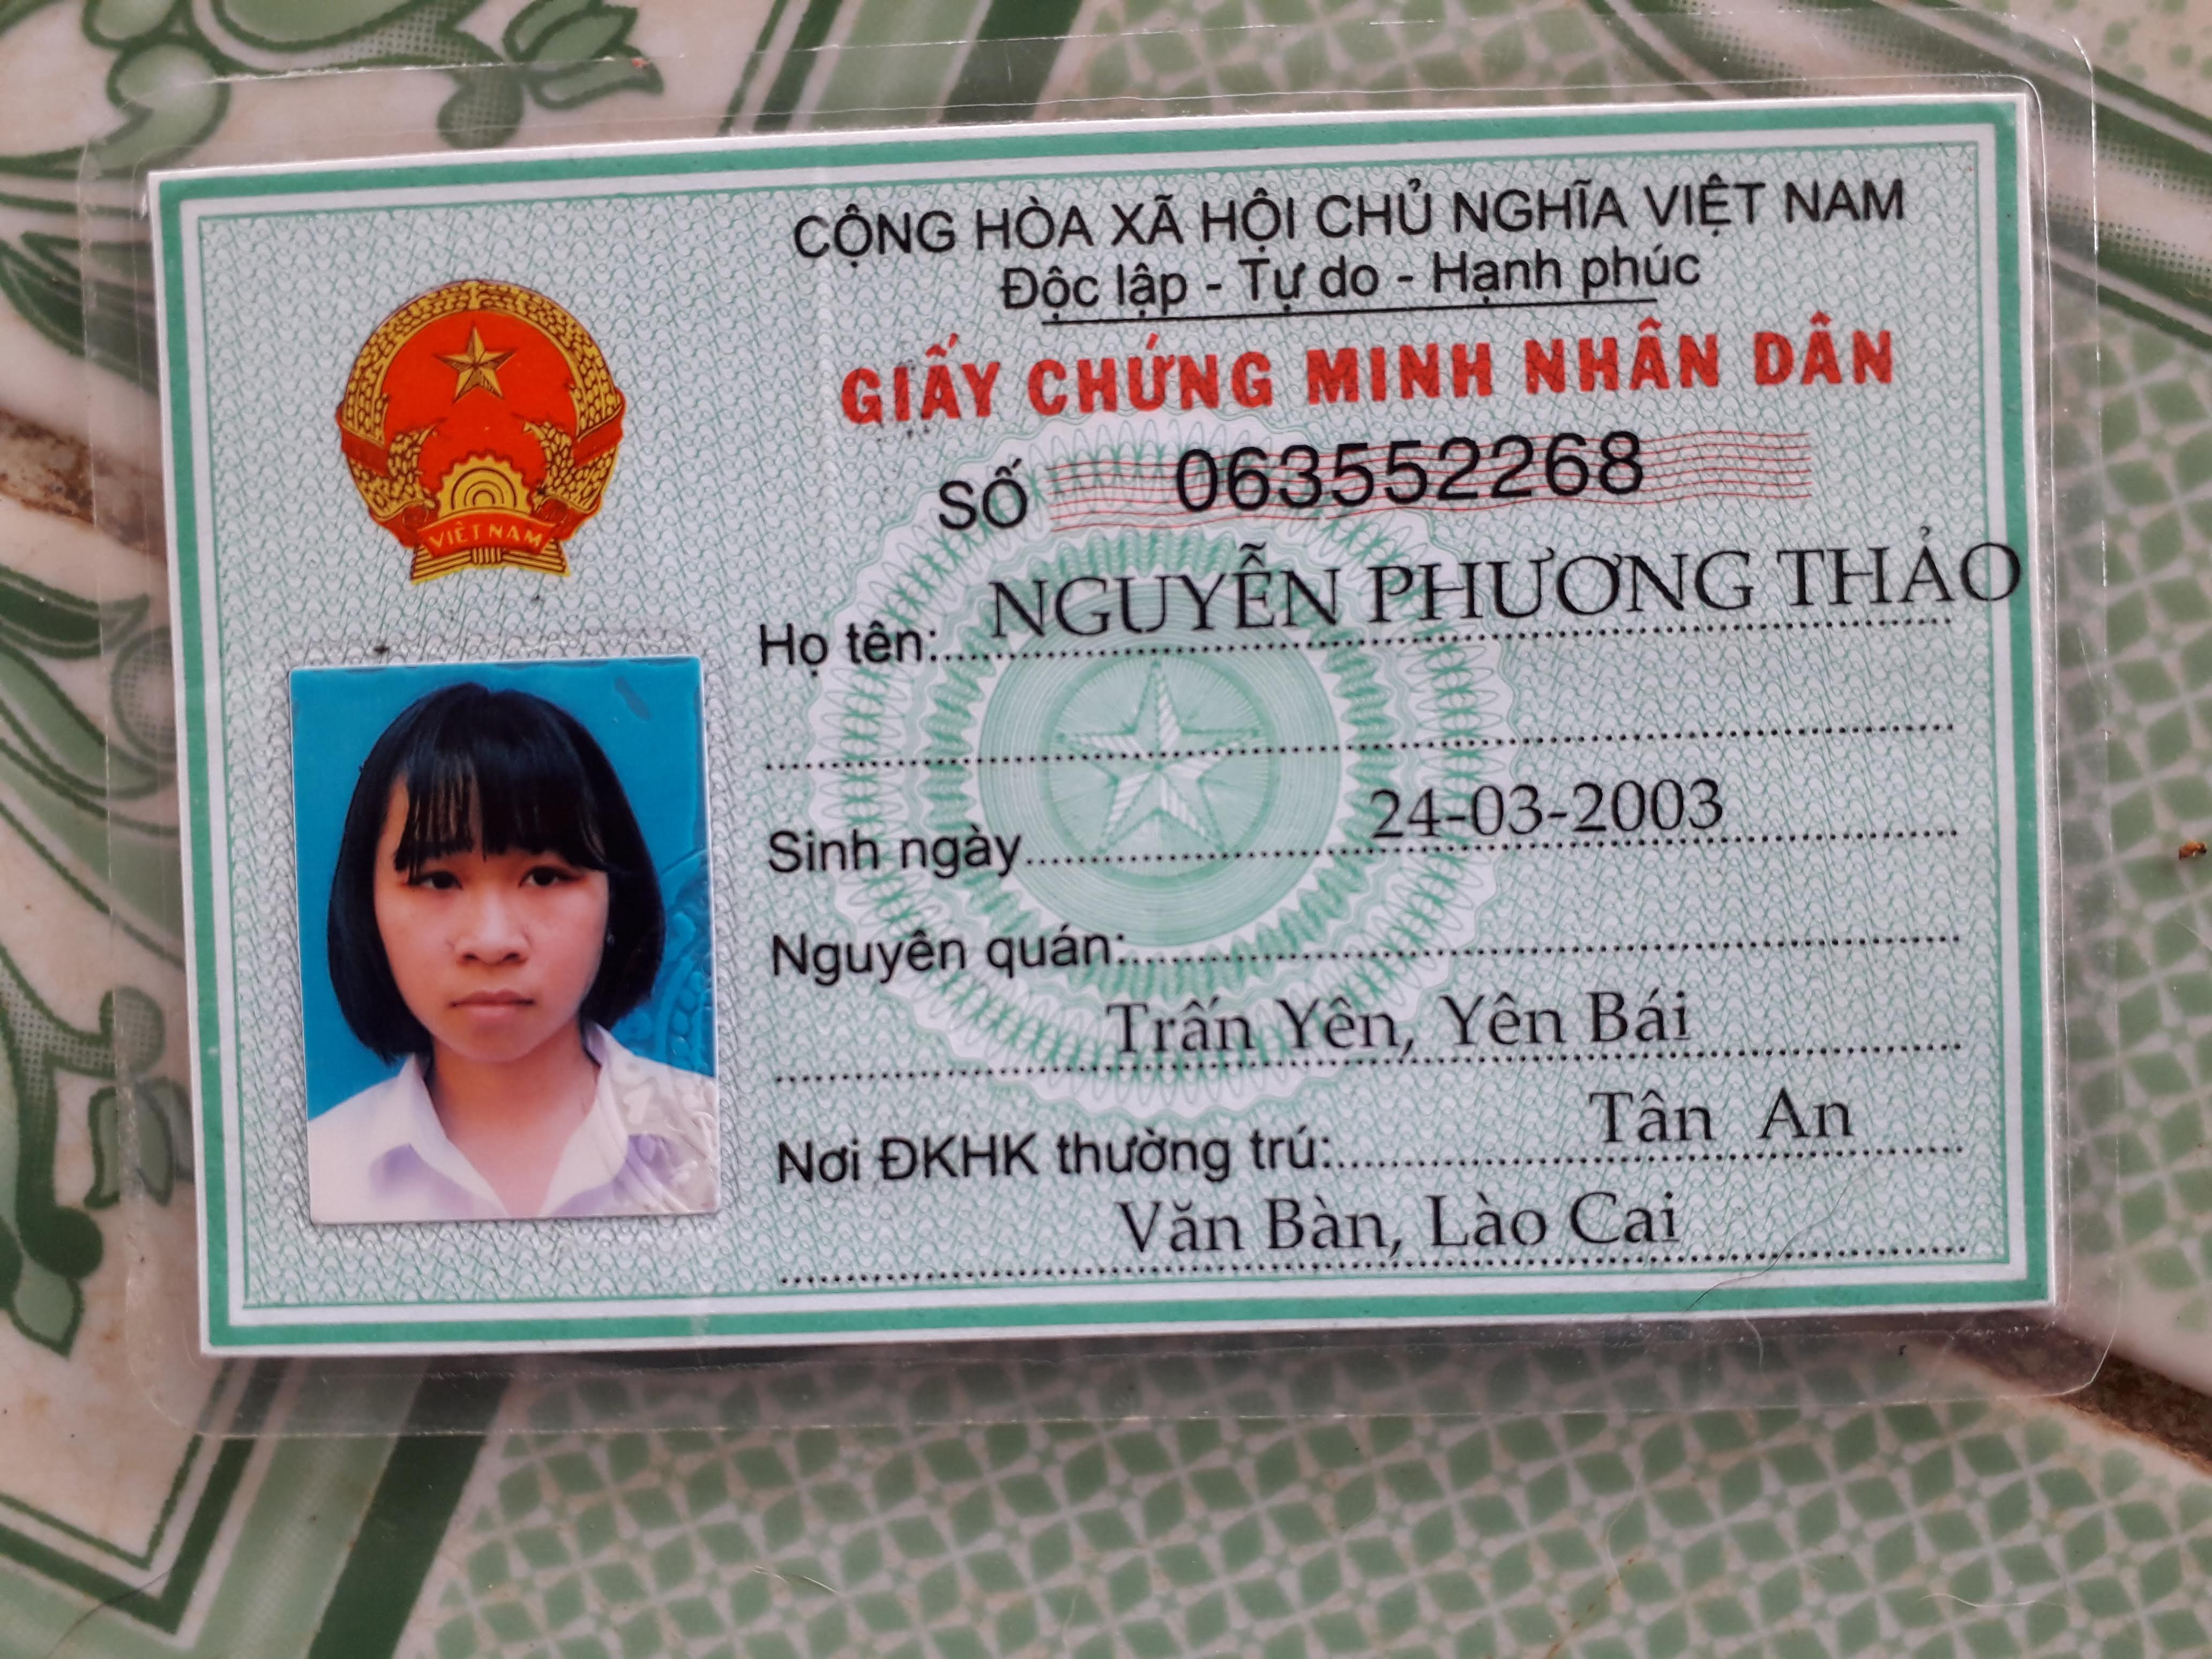 CỘNG HÒA XÃ HỘI CHỦ NGHĨA VIỆT NAM
Độc lập - Tự do - Hạnh phúc
GIẤY CHỨNG MINH NHÂN DÂN
SỐ 063552268
Họ tên: NGUYỄN PHƯƠNG THẢO
Sinh ngày 24-03-2003
Nguyên quán:
Trấn Yên, Yên Bái
Nơi ĐKHK thường trú: Tân An
Văn Bàn, Lào Cai
VIỆT NAM